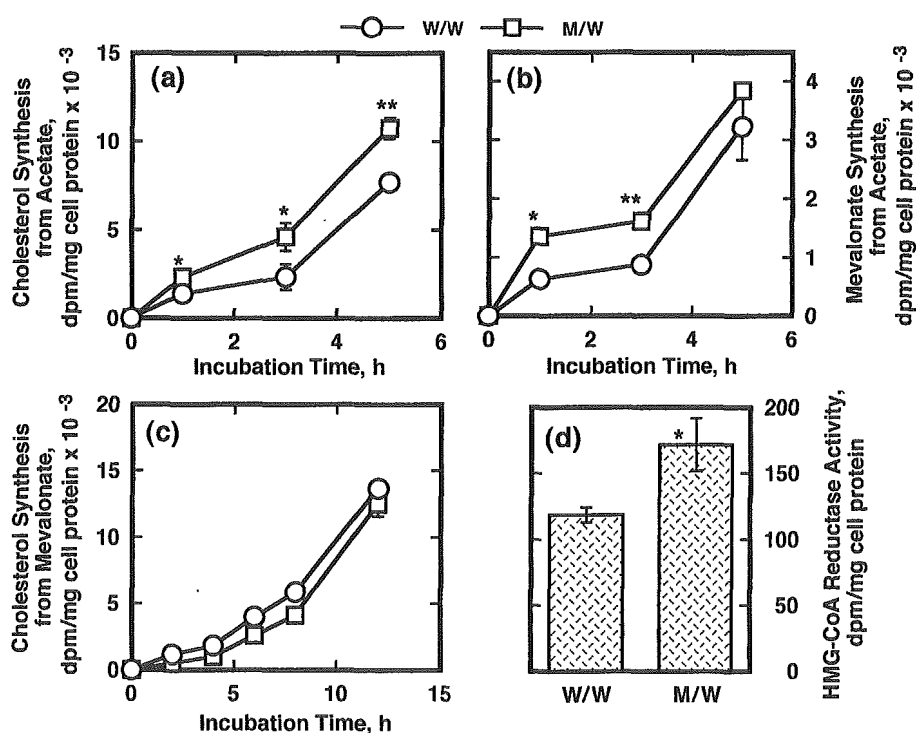 W/W M/W
(a)
Cholesterol Synthesis
from Acetate,
dpm/mg cell protein x 10 -3
15
10
5
0
*
*
**
0 2 4 6
Incubation Time, h
(b)
Mevalonate Synthesis
from Acetate,
dpm/mg cell protein x 10 -3
4
3
2
1
0
*
**
0 2 4 6
Incubation Time, h
(c)
Cholesterol Synthesis
from Mevalonate,
dpm/mg cell protein x 10 -3
20
15
10
5
0
0 5 10 15
Incubation Time, h
(d)
HMG-CoA Reductase Activity,
dpm/mg cell protein
200
150
100
50
0
*
W/W M/W